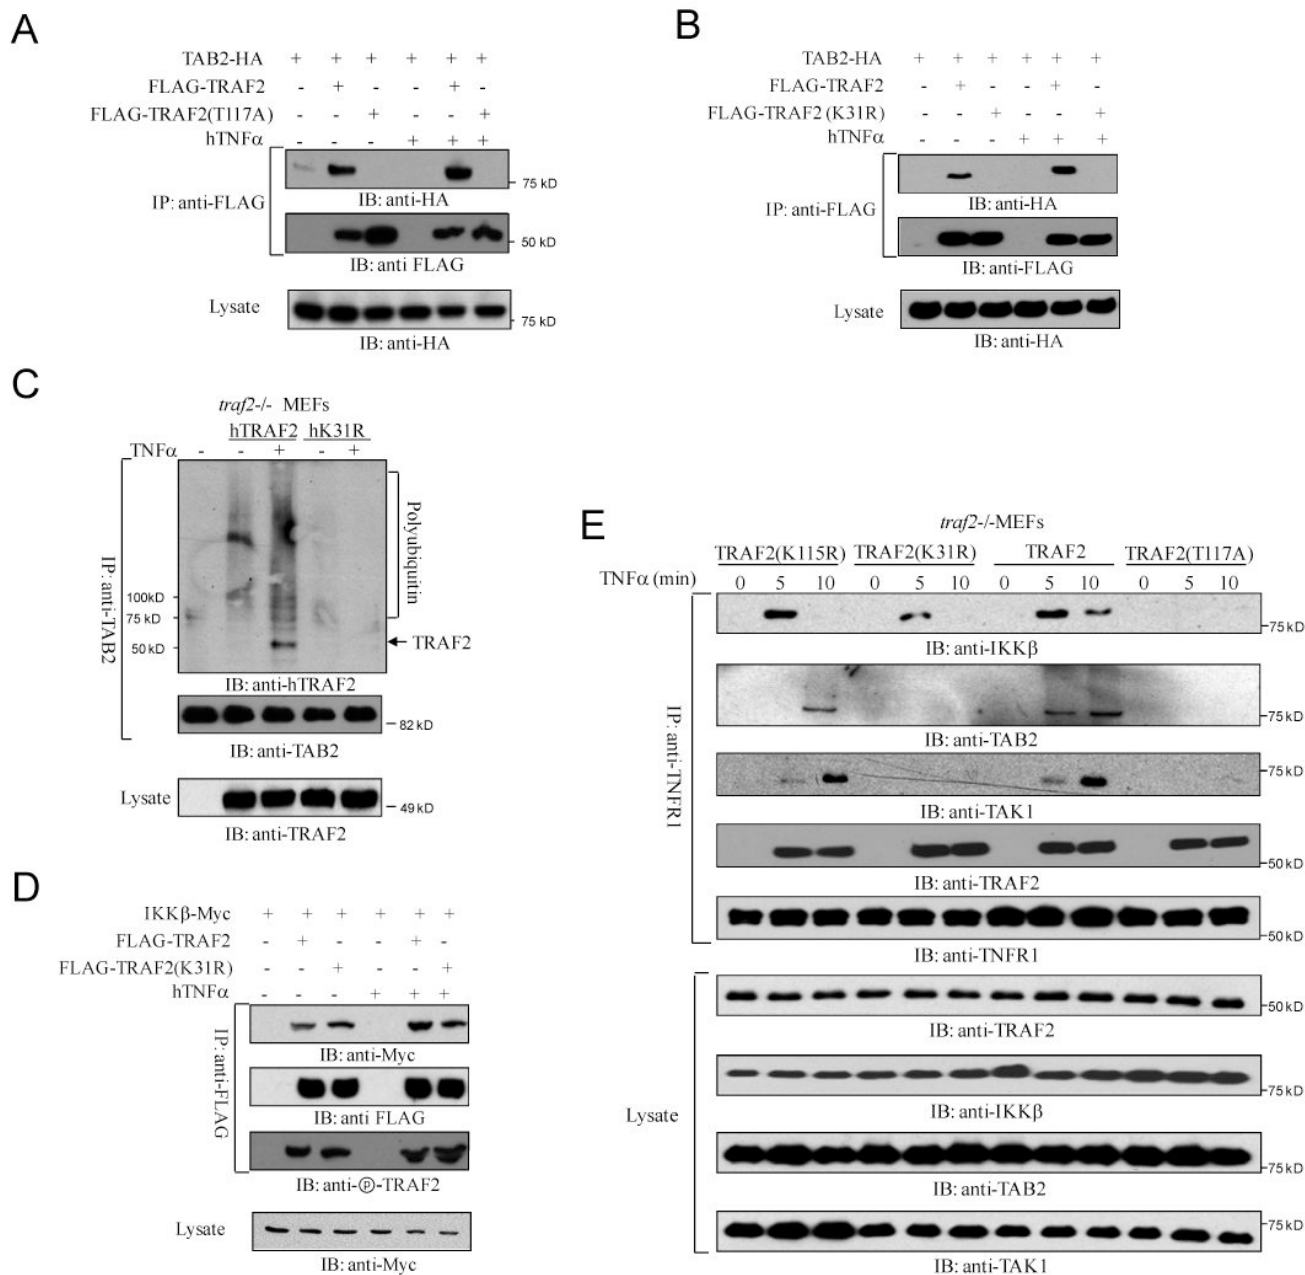 A
TAB2-HA + + + + + +
FLAG-TRAF2 - + - - + -
FLAG-TRAF2(T117A) - - + - - +
hTNFα - - - + + +
IP: anti-FLAG
75 kD
IB: anti-HA
50 kD
IB: anti FLAG
Lysate
75 kD
IB: anti-HA
B
TAB2-HA + + + + + +
FLAG-TRAF2 - + - - + -
FLAG-TRAF2 (K31R) - - + - - +
hTNFα - - - + + +
IP: anti-FLAG
IB: anti-HA
IB: anti-FLAG
Lysate
IB: anti-HA
C
traf2-/- MEFs
hTRAF2 hK31R
TNFα - - + - +
IP: anti-TAB2
Polyubiquitin
100kD
75 kD
50 kD
TRAF2
IB: anti-hTRAF2
82 kD
IB: anti-TAB2
Lysate
49 kD
IB: anti-TRAF2
D
IKKβ-Myc + + + + + +
FLAG-TRAF2 - + - - + -
FLAG-TRAF2(K31R) - - + - - +
hTNFα - - - + + +
IP: anti-FLAG
IB: anti-Myc
IB: anti FLAG
IB: anti-Ⓟ-TRAF2
Lysate
IB: anti-Myc
E
traf2-/-MEFs
TRAF2(K115R) TRAF2(K31R) TRAF2 TRAF2(T117A)
TNFα (min) 0 5 10 0 5 10 0 5 10 0 5 10
IP: anti-TNFR1
75 kD
IB: anti-IKKβ
75 kD
IB: anti-TAB2
75 kD
IB: anti-TAK1
50 kD
IB: anti-TRAF2
50 kD
IB: anti-TNFR1
Lysate
50 kD
IB: anti-TRAF2
75 kD
IB: anti-IKKβ
75 kD
IB: anti-TAB2
75 kD
IB: anti-TAK1